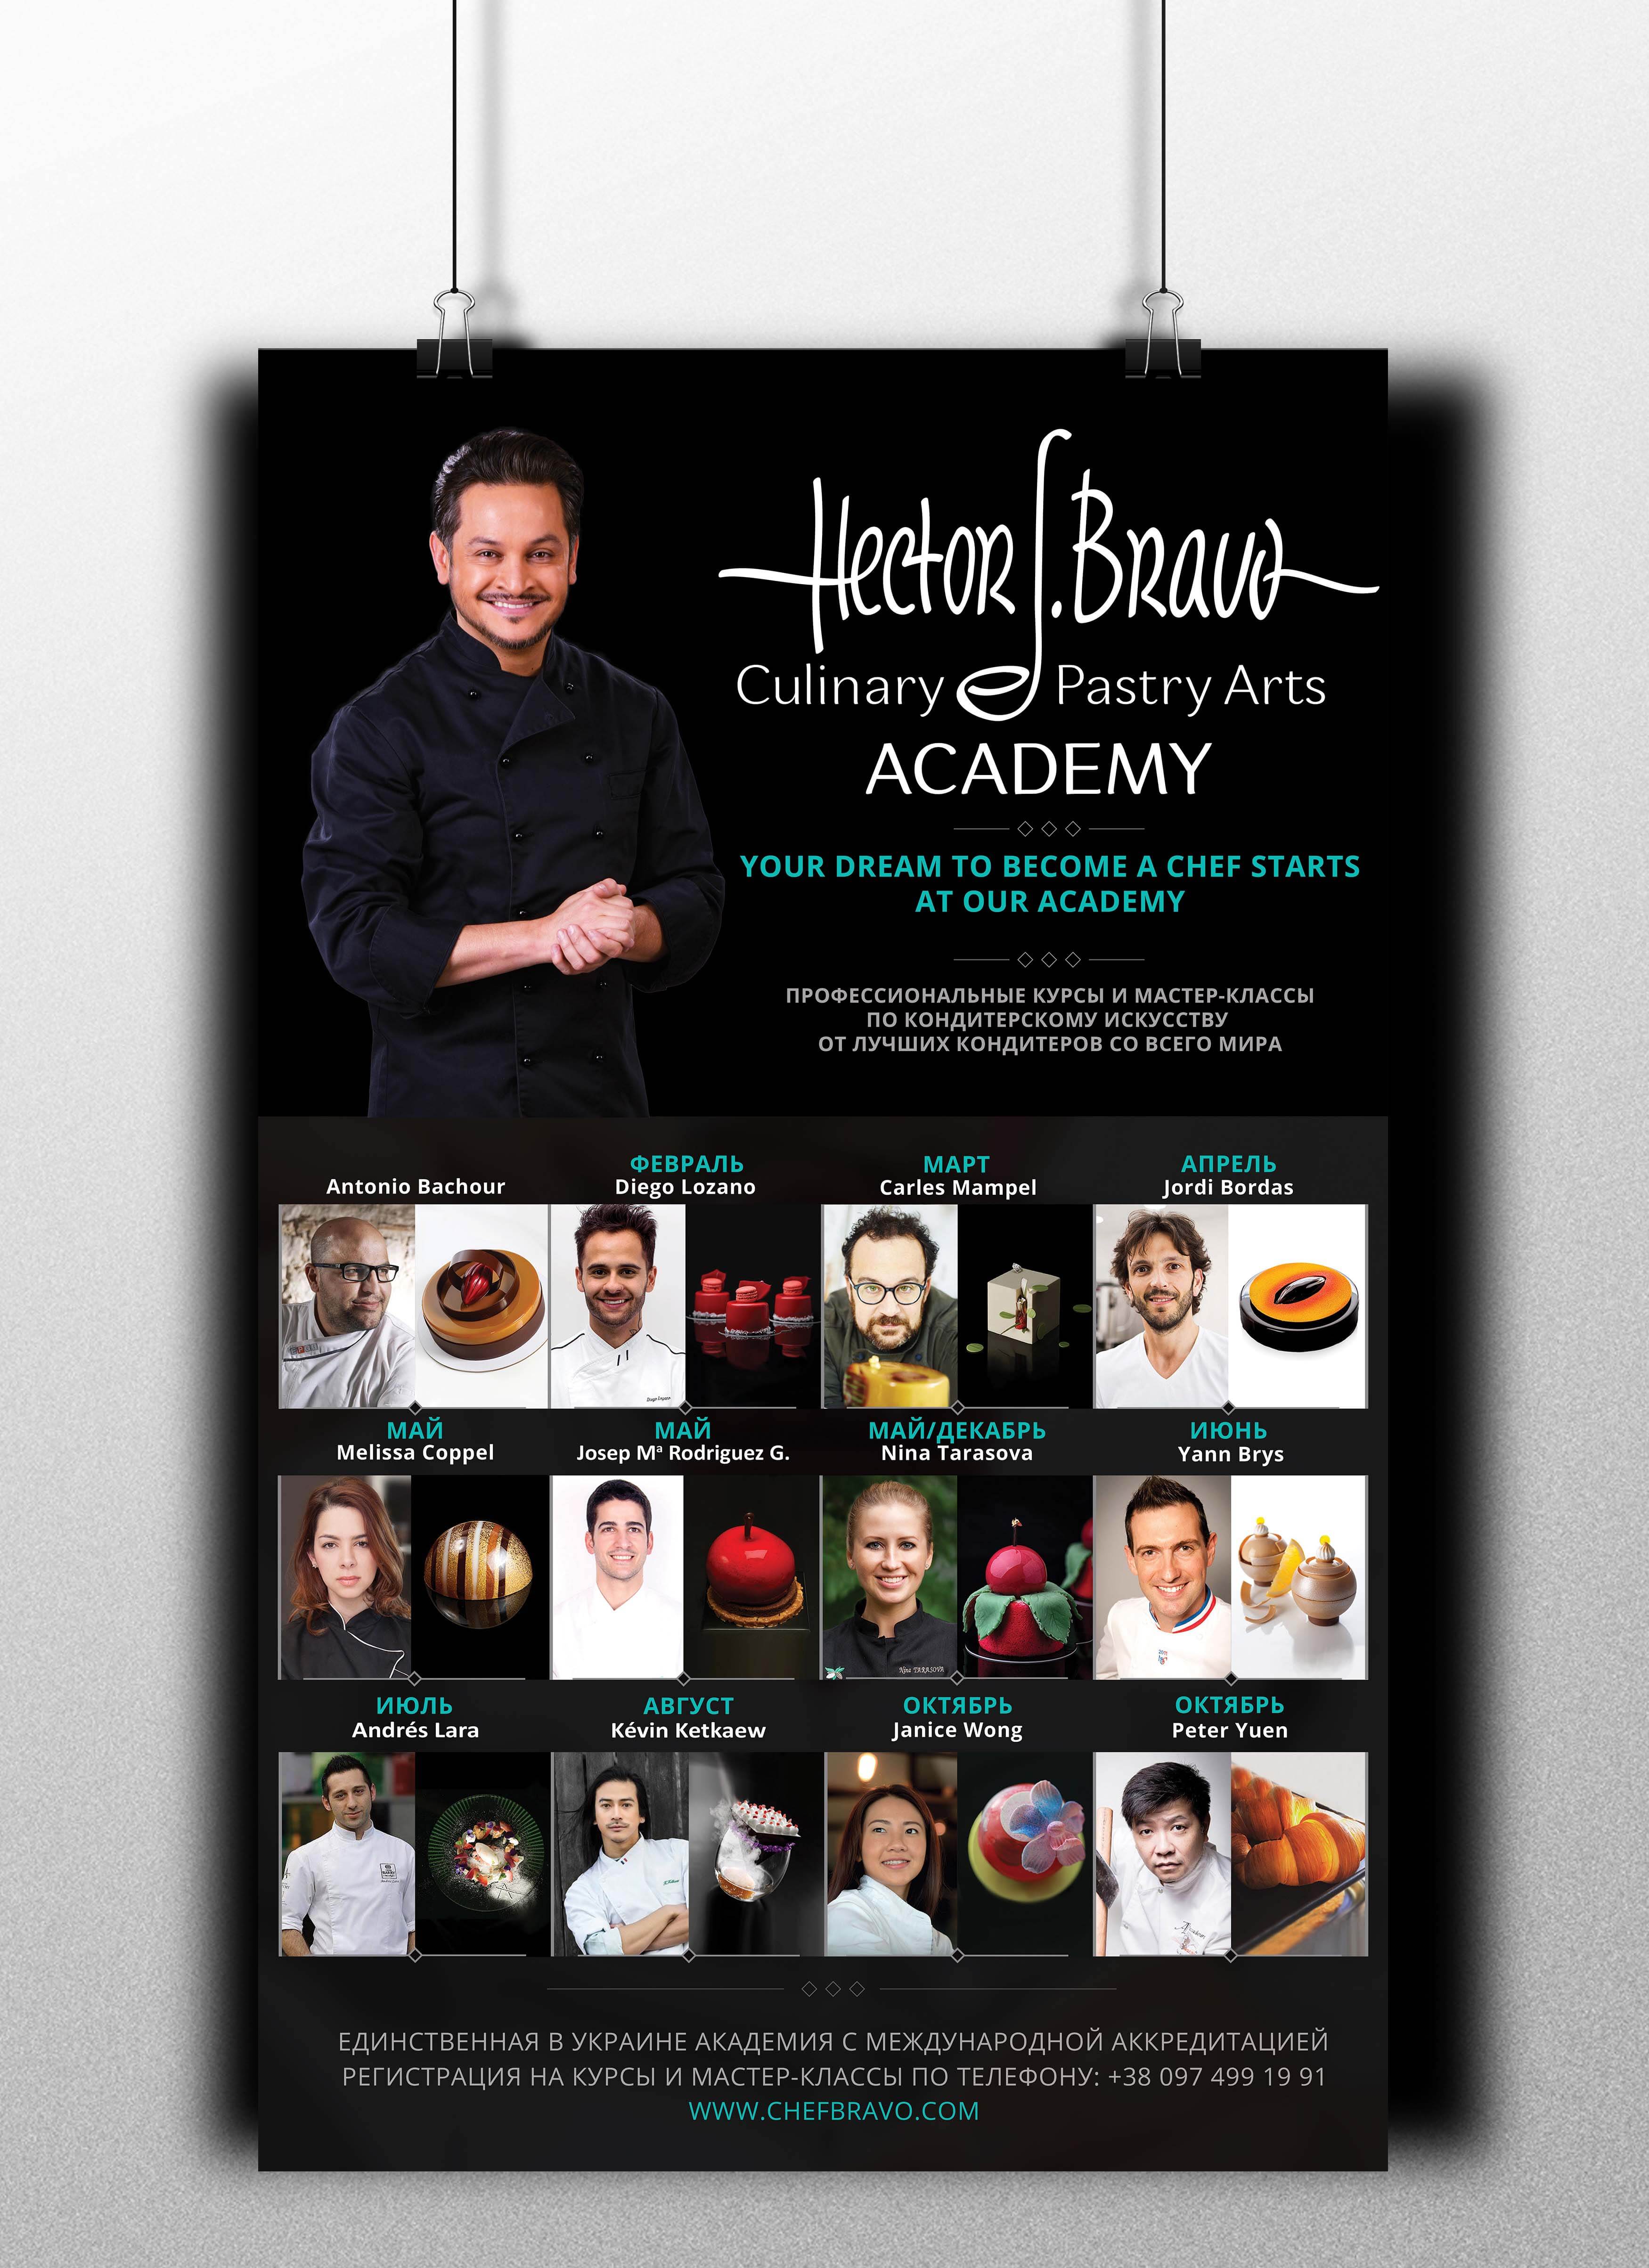 Hector S. Bravo
Culinary Pastry Arts
ACADEMY
YOUR DREAM TO BECOME A CHEF STARTS
AT OUR ACADEMY
ПРОФЕССИОНАЛЬНЫЕ КУРСЫ И МАСТЕР-КЛАССЫ
ПО КОНДИТЕРСКОМУ ИСКУССТВУ
ОТ ЛУЧШИХ КОНДИТЕРОВ СО ВСЕГО МИРА
Antonio Bachour
ФЕВРАЛЬ
Diego Lozano
МАРТ
Carles Mampel
АПРЕЛЬ
Jordi Bordas
Diego Lozano
МАЙ
Melissa Coppel
МАЙ
Josep Mª Rodriguez G.
МАЙ/ДЕКАБРЬ
Nina Tarasova
ИЮНЬ
Yann Brys
Nina TARASOVA
ИЮЛЬ
Andrés Lara
АВГУСТ
Kévin Ketkaew
ОКТЯБРЬ
Janice Wong
ОКТЯБРЬ
Peter Yuen
ЕДИНСТВЕННАЯ В УКРАИНЕ АКАДЕМИЯ С МЕЖДУНАРОДНОЙ АККРЕДИТАЦИЕЙ
РЕГИСТРАЦИЯ НА КУРСЫ И МАСТЕР-КЛАССЫ ПО ТЕЛЕФОНУ: +38 097 499 19 91
WWW.CHEFBRAVO.COM